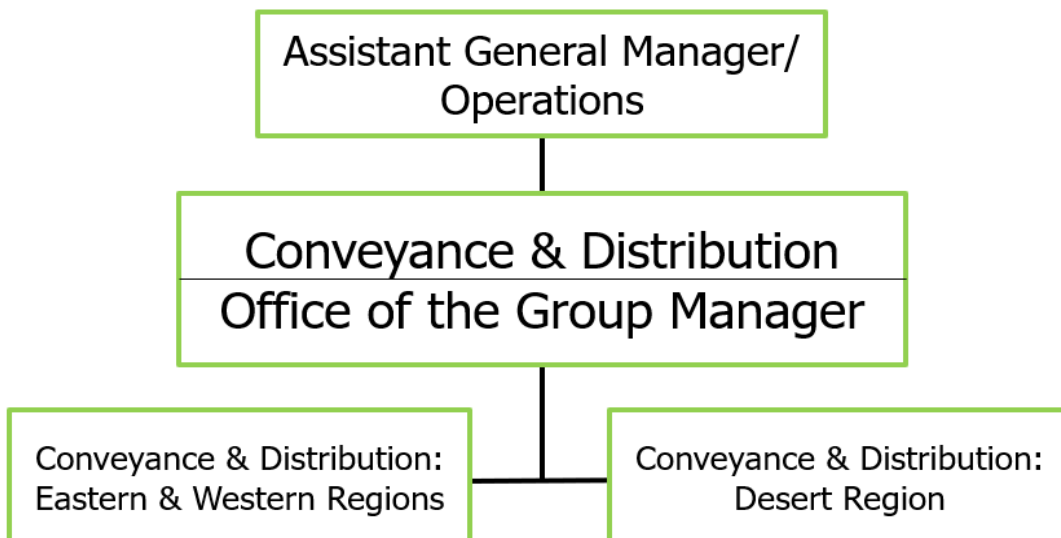 Assistant General Manager/
Operations
Conveyance & Distribution
Office of the Group Manager
Conveyance & Distribution:
Eastern & Western Regions
Conveyance & Distribution:
Desert Region